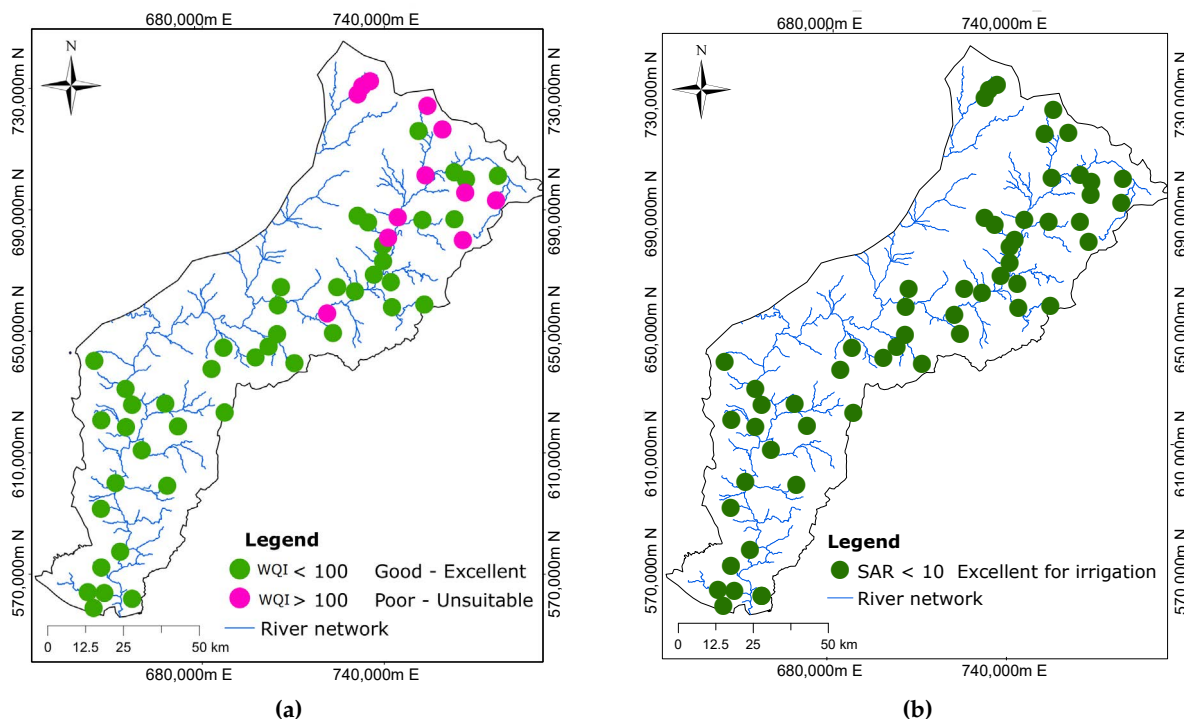 680,000m E 740,000m E
N
730,000m N
690,000m N
650,000m N
610,000m N
570,000m N
730,000m N
690,000m N
650,000m N
610,000m N
570,000m N
Legend
WQI < 100 Good - Excellent
WQI > 100 Poor - Unsuitable
River network
0 12.5 25 50 km
680,000m E 740,000m E
(a)
680,000m E 740,000m E
N
730,000m N
690,000m N
650,000m N
610,000m N
570,000m N
730,000m N
690,000m N
650,000m N
610,000m N
570,000m N
Legend
SAR < 10 Excellent for irrigation
River network
0 12.5 25 50 km
680,000m E 740,000m E
(b)